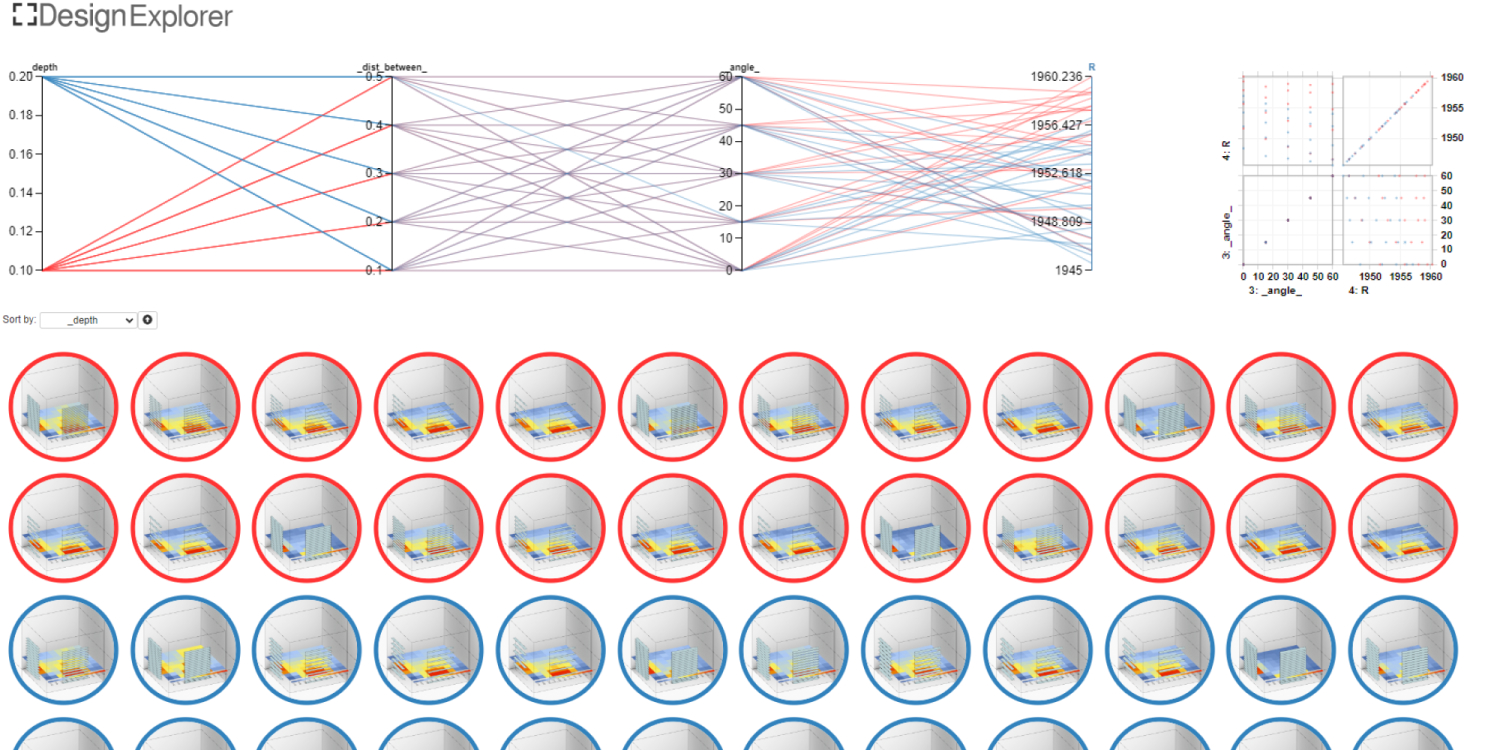 DesignExplorer
_depth _dist_between_ _angle_ R
0.20 0.5 60 1960.236 1960
0.18 50 1955
0.4 1956.427 1950
0.16 40 4: R
0.3 30 1952.618 60
0.14 50
20 40
0.12 0.2 1948.809 30
10 20
3: _angle_ 10
0.10 0.1 0 1945 0
0 10 20 30 40 50 60 1950 1955 1960
3: _angle_ 4: R
Sort by: _depth